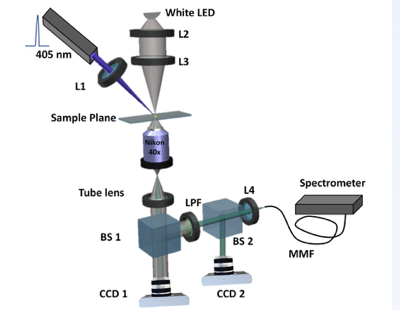 White LED
L2
405 nm
L3
L1
Sample Plane
Nikon
40x
Tube lens
LPF
L4
Spectrometer
BS 1
BS 2
MMF
CCD 1
CCD 2